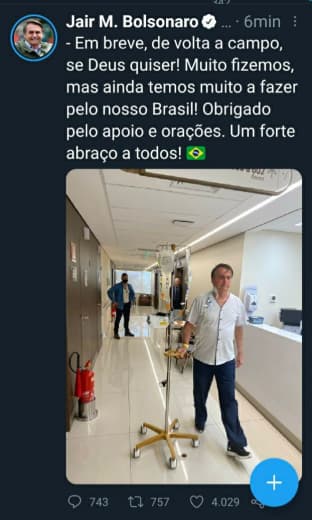 Jair M. Bolsonaro ... · 6min
- Em breve, de volta a campo,
se Deus quiser! Muito fizemos,
mas ainda temos muito a fazer
pelo nosso Brasil! Obrigado
pelo apoio e orações. Um forte
abraço a todos! 🇧🇷
743 757 4.029